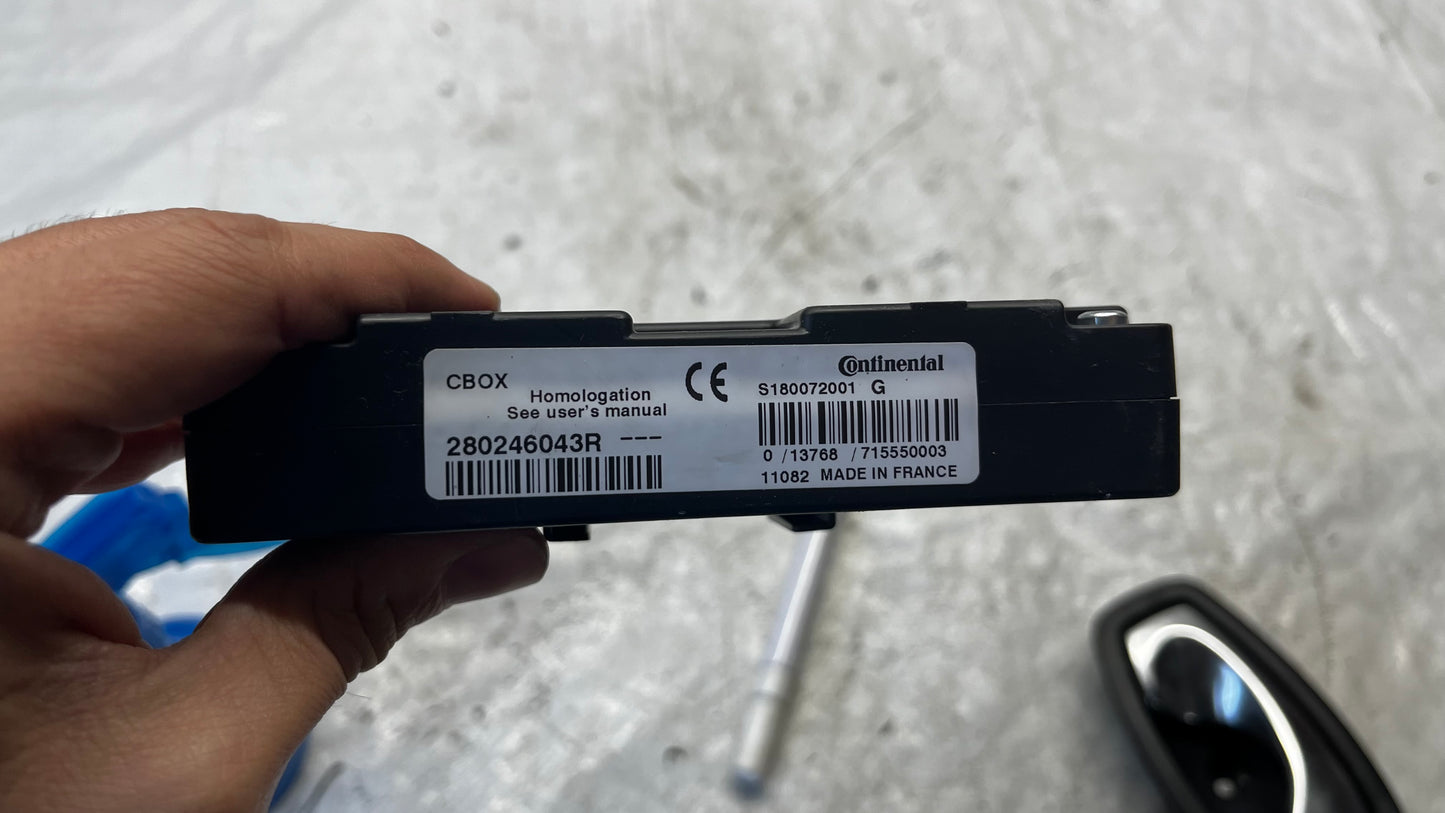 CBOX
Homologation
See user's manual
CE
280246043R ---
Continental
S180072001 G
0 /13768 /715550003
11082 MADE IN FRANCE